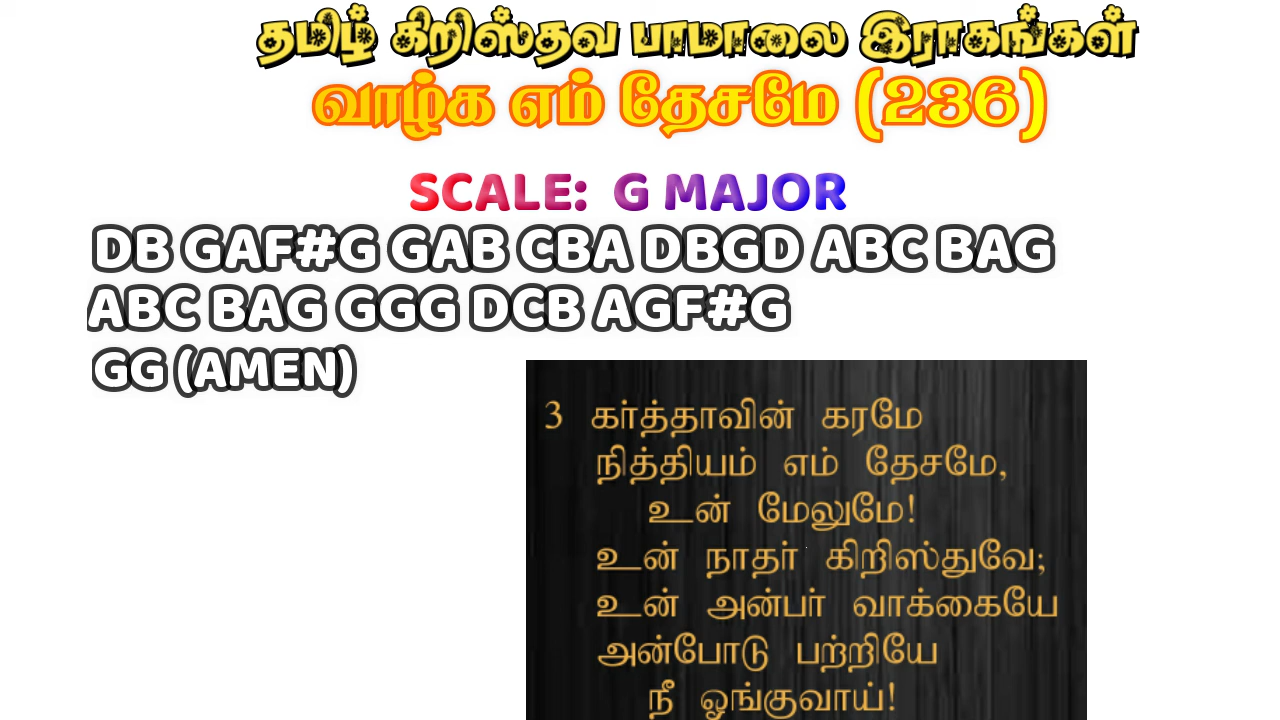 தமிழ் கிறிஸ்தவ பாமாலை இராகங்கள்
வாழ்க எம் தேசமே (236)
SCALE: G MAJOR
DB GAF#G GAB CBA DBGD ABC BAG
ABC BAG GGG DCB AGF#G
GG (AMEN)
3 கர்த்தாவின் கரமே
நித்தியம் எம் தேசமே,
உன் மேலுமே!
உன் நாதர் கிறிஸ்துவே;
உன் அன்பர் வாக்கையே
அன்போடு பற்றியே
நீ ஓங்குவாய்!